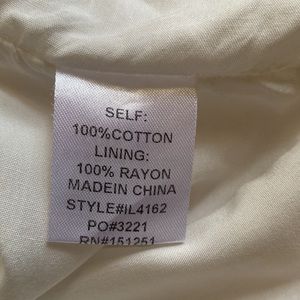 SELF:
100%COTTON
LINING:
100% RAYON
MADEIN CHINA
STYLE#IL4162
PO#3221
RN#151251